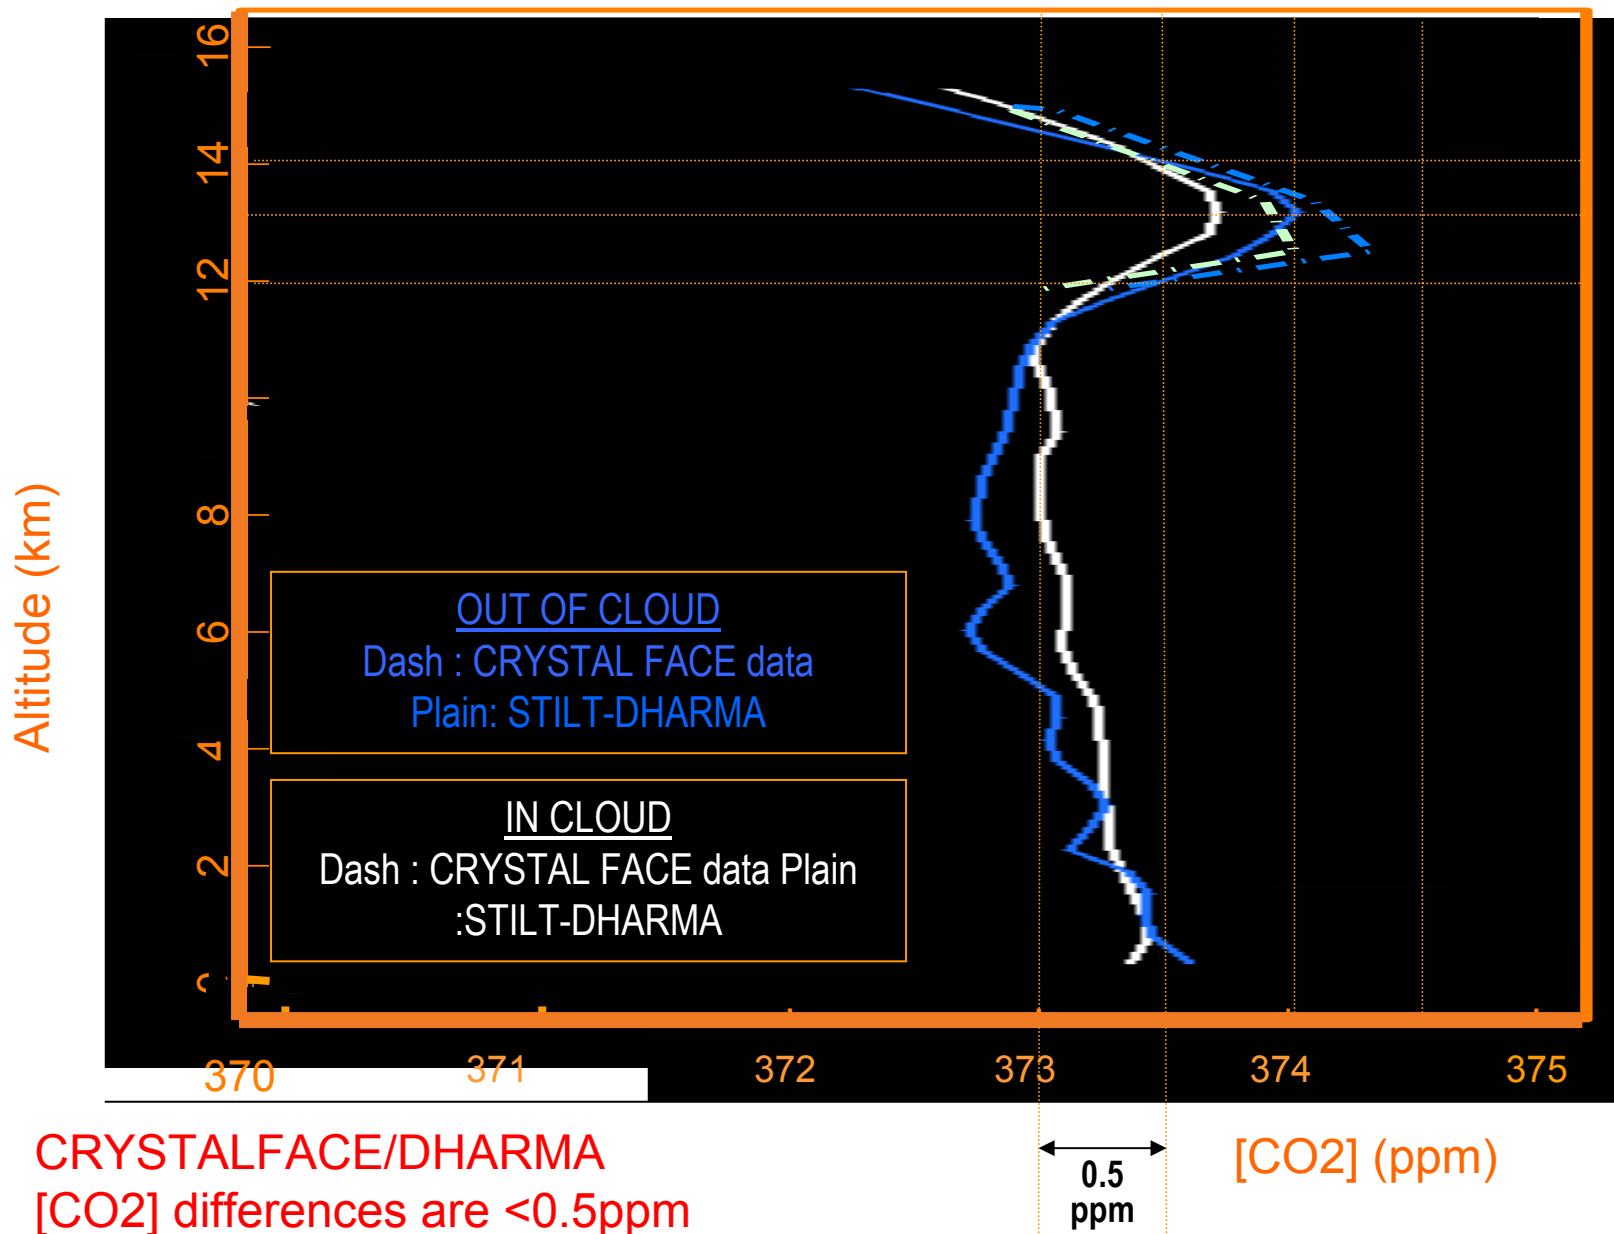 16
14
12
8
6
4
2
Altitude (km)
OUT OF CLOUD
Dash : CRYSTAL FACE data
Plain: STILT-DHARMA
IN CLOUD
Dash : CRYSTAL FACE data Plain
:STILT-DHARMA
370 371 372 373 374 375
[CO2] (ppm)
0.5
ppm
CRYSTALFACE/DHARMA
[CO2] differences are <0.5ppm